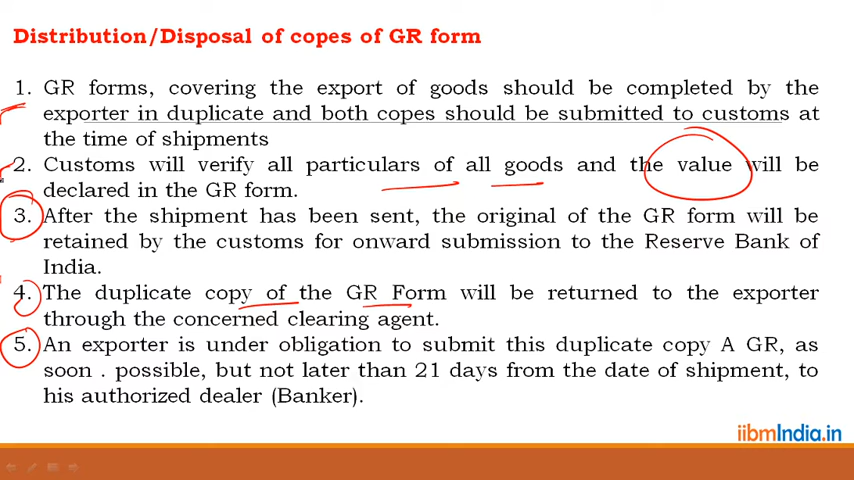 Distribution/Disposal of copes of GR form
1. GR forms, covering the export of goods should be completed by the
exporter in duplicate and both copes should be submitted to customs at
the time of shipments
2. Customs will verify all particulars of all goods and the value will be
declared in the GR form.
3. After the shipment has been sent, the original of the GR form will be
retained by the customs for onward submission to the Reserve Bank of
India.
4. The duplicate copy of the GR Form will be returned to the exporter
through the concerned clearing agent.
5. An exporter is under obligation to submit this duplicate copy A GR, as
soon . possible, but not later than 21 days from the date of shipment, to
his authorized dealer (Banker).
iibmIndia.in